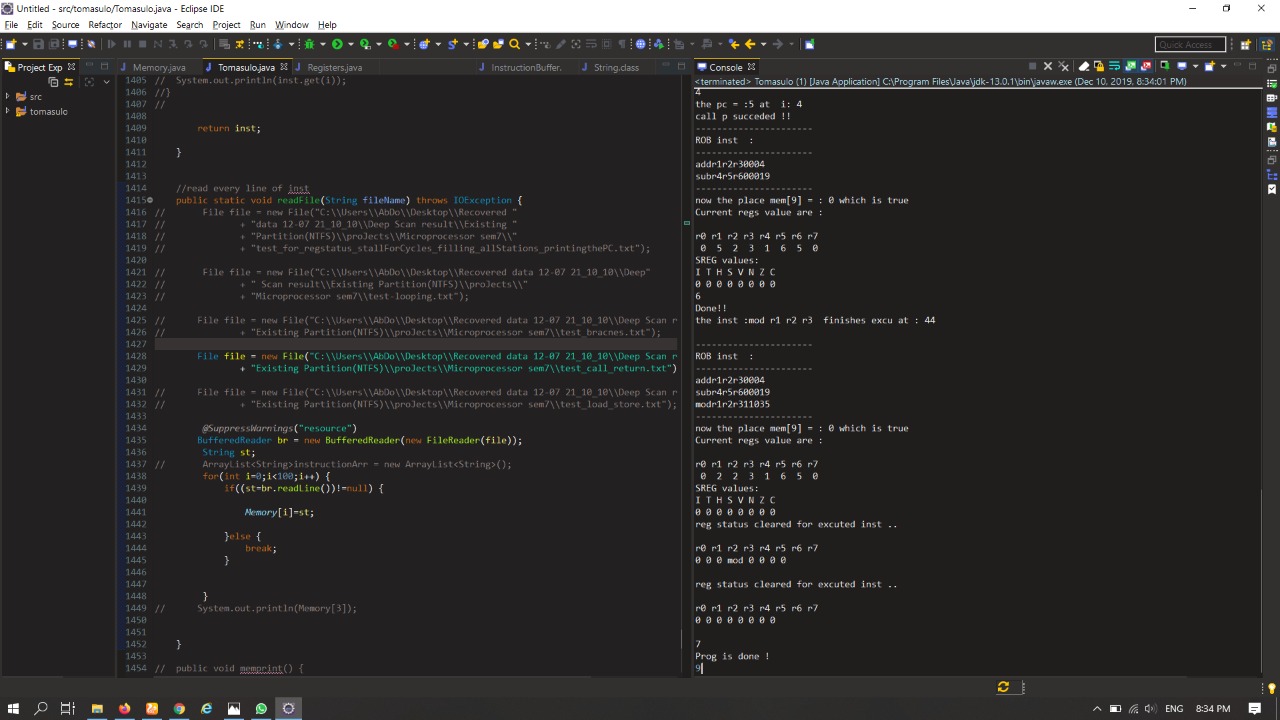 Untitled - src/tomasulo/Tomasulo.java - Eclipse IDE
File Edit Source Refactor Navigate Search Project Run Window Help
Quick Access
Project Exp
src
tomasulo
Memory.java Tomasulo.java Registers.java InstructionBuffer. String.class
1405 // System.out.println(inst.get(i));
1406 //}
1407 //
1408
1409 return inst;
1410
1411 }
1412
1413
1414 //read every line of inst
1415 public static void readFile(String fileName) throws IOException {
1416 // File file = new File("C:\\Users\\AbDo\\Desktop\\Recovered "
1417 // + "data 12-07 21_10_10\\Deep Scan result\\Existing "
1418 // + "Partition(NTFS)\\proJects\\Microprocessor sem7\\"
1419 // + "test_for_regstatus_stallForCycles_filling_allStations_printingthePC.txt");
1420
1421 // File file = new File("C:\\Users\\AbDo\\Desktop\\Recovered data 12-07 21_10_10\\Deep"
1422 // + " Scan result\\Existing Partition(NTFS)\\proJects\\"
1423 // + "Microprocessor sem7\\test-looping.txt");
1424
1425 // File file = new File("C:\\Users\\AbDo\\Desktop\\Recovered data 12-07 21_10_10\\Deep Scan r
1426 // + "Existing Partition(NTFS)\\proJects\\Microprocessor sem7\\test_bracnes.txt");
1427
1428 File file = new File("C:\\Users\\AbDo\\Desktop\\Recovered data 12-07 21_10_10\\Deep Scan r
1429 + "Existing Partition(NTFS)\\proJects\\Microprocessor sem7\\test_call_return.txt")
1430
1431 // File file = new File("C:\\Users\\AbDo\\Desktop\\Recovered data 12-07 21_10_10\\Deep Scan r
1432 // + "Existing Partition(NTFS)\\proJects\\Microprocessor sem7\\test_load_store.txt");
1433
1434 @SuppressWarnings("resource")
1435 BufferedReader br = new BufferedReader(new FileReader(file));
1436 String st;
1437 // ArrayList<String>instructionArr = new ArrayList<String>();
1438 for(int i=0;i<100;i++) {
1439 if((st=br.readLine())!=null) {
1440
1441 Memory[i]=st;
1442
1443 }else {
1444 break;
1445 }
1446
1447
1448 }
1449 // System.out.println(Memory[3]);
1450
1451
1452 }
1453
1454 // public void memprint() {
Console
<terminated> Tomasulo (1) [Java Application] C:\Program Files\Java\jdk-13.0.1\bin\javaw.exe (Dec 10, 2019, 8:34:01 PM)
4
the pc = :5 at i: 4
call p succeded !!
-----------------------
ROB inst :
-----------------------
addr1r2r30004
subr4r5r600019
-----------------------
now the place mem[9] = : 0 which is true
Current regs value are :
r0 r1 r2 r3 r4 r5 r6 r7
0 5 2 3 1 6 5 0
SREG values:
I T H S V N Z C
0 0 0 0 0 0 0 0
6
Done!!
the inst :mod r1 r2 r3 finishes excu at : 44
-----------------------
ROB inst :
-----------------------
addr1r2r30004
subr4r5r600019
modr1r2r311035
-----------------------
now the place mem[9] = : 0 which is true
Current regs value are :
r0 r1 r2 r3 r4 r5 r6 r7
0 2 2 3 1 6 5 0
SREG values:
I T H S V N Z C
0 0 0 0 0 0 0 0
reg status cleared for excuted inst ..
r0 r1 r2 r3 r4 r5 r6 r7
0 0 0 mod 0 0 0 0
reg status cleared for excuted inst ..
r0 r1 r2 r3 r4 r5 r6 r7
0 0 0 0 0 0 0 0
7
Prog is done !
9
ENG 8:34 PM